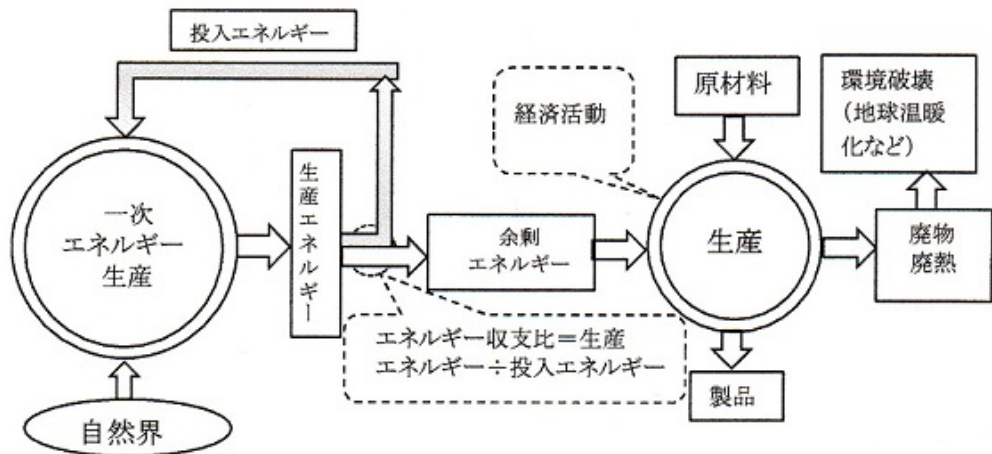 投入エネルギー
一次
エネルギー
生産
自然界
生産エネルギー
余剰
エネルギー
エネルギー収支比＝生産
エネルギー÷投入エネルギー
経済活動
原材料
生産
製品
廃物
廃熱
環境破壊
（地球温暖
化など）